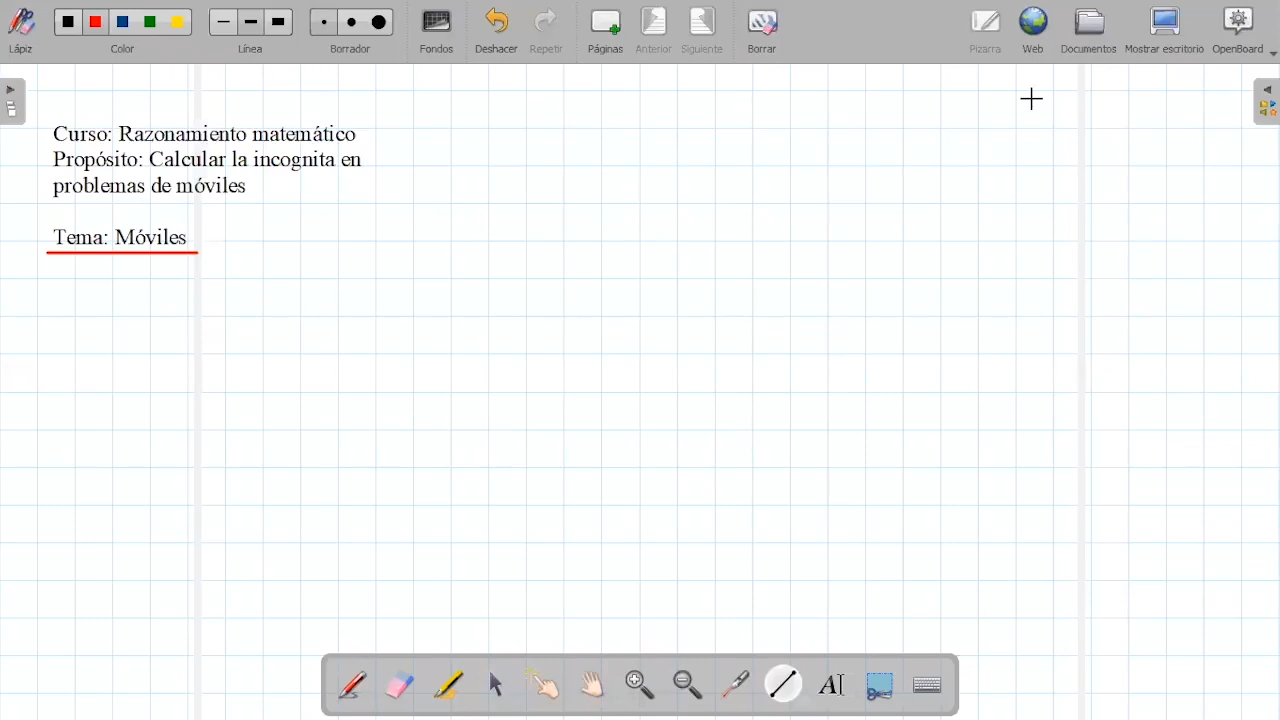 Lápiz
Color
Línea
Borrador
Fondos
Deshacer
Repetir
Páginas
Anterior
Siguiente
Borrar
Pizarra
Web
Documentos
Mostrar escritorio
OpenBoard
Curso: Razonamiento matemático
Propósito: Calcular la incognita en
problemas de móviles
Tema: Móviles
AI